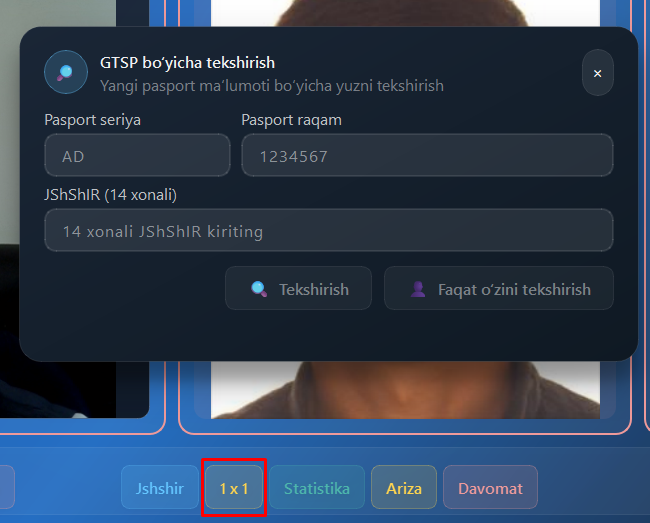 GTSP bo‘yicha tekshirish
Yangi pasport ma’lumoti bo‘yicha yuzni tekshirish
×
Pasport seriya Pasport raqam
AD 1234567
JShShIR (14 xonali)
14 xonali JShShIR kiriting
Tekshirish Faqat o‘zini tekshirish
Jshshir 1 x 1 Statistika Ariza Davomat